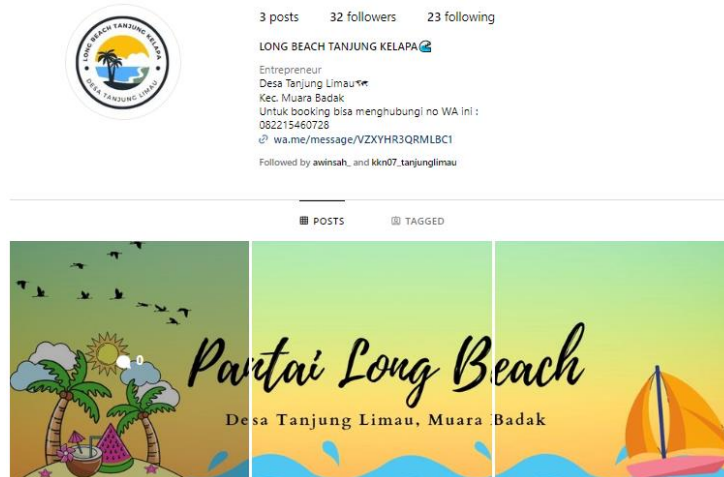 LONG BEACH TANJUNG KELAPA
DESA TANJUNG LIMAU
3 posts 32 followers 23 following
LONG BEACH TANJUNG KELAPA🌊
Entrepreneur
Desa Tanjung Limau🗺
Kec. Muara Badak
Untuk booking bisa menghubungi no WA ini :
082215460728
wa.me/message/VZXYHR3QRMLBC1
Followed by awinsah_ and kkn07_tanjunglimau
POSTS TAGGED
0
Pantai Long Beach
Desa Tanjung Limau, Muara Badak